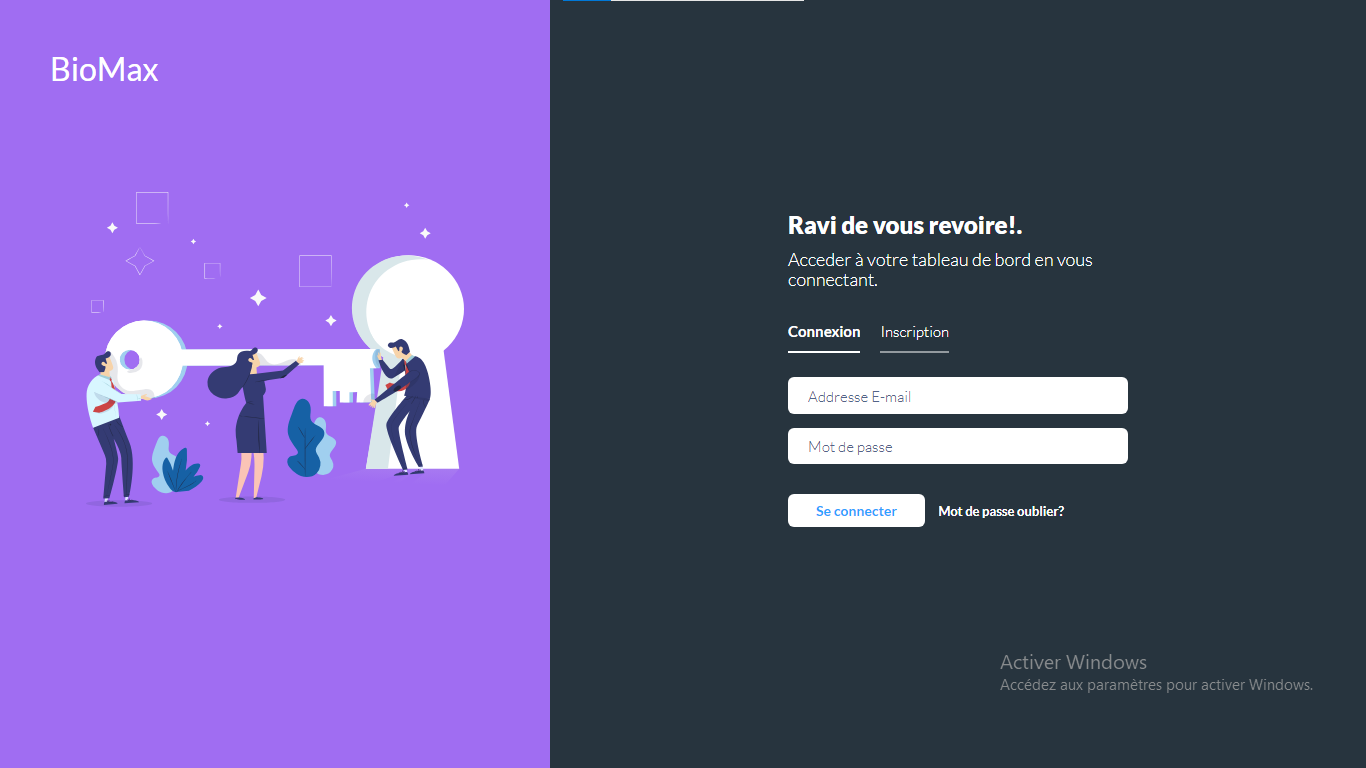 BioMax
Ravi de vous revoire!.
Acceder à votre tableau de bord en vous
connectant.
Connexion
Inscription
Addresse E-mail
Mot de passe
Se connecter
Mot de passe oublier?
Activer Windows
Accédez aux paramètres pour activer Windows.